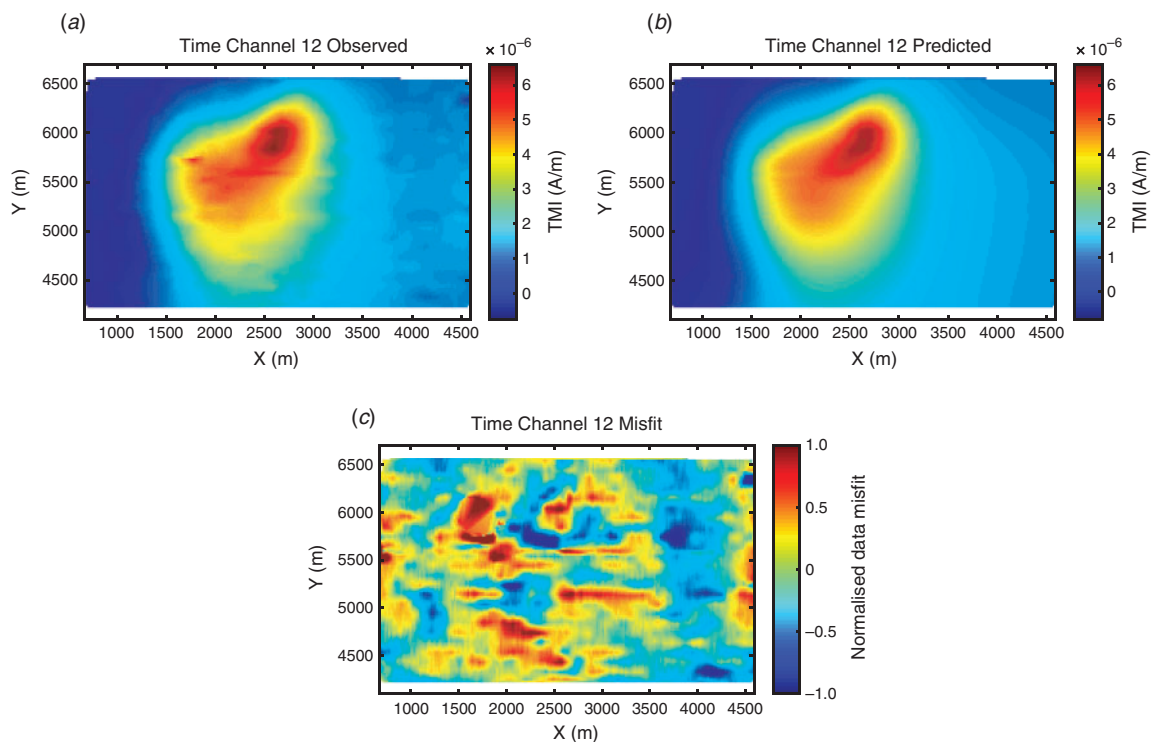 (a)
Time Channel 12 Observed
× 10⁻⁶
6500
6000
5500
5000
4500
Y (m)
1000 1500 2000 2500 3000 3500 4000 4500
X (m)
6
5
4
3
2
1
0
TMI (A/m)
(b)
Time Channel 12 Predicted
× 10⁻⁶
6500
6000
5500
5000
4500
Y (m)
1000 1500 2000 2500 3000 3500 4000 4500
X (m)
6
5
4
3
2
1
0
TMI (A/m)
(c)
Time Channel 12 Misfit
6500
6000
5500
5000
4500
Y (m)
1000 1500 2000 2500 3000 3500 4000 4500
X (m)
1.0
0.5
0
−0.5
−1.0
Normalised data misfit